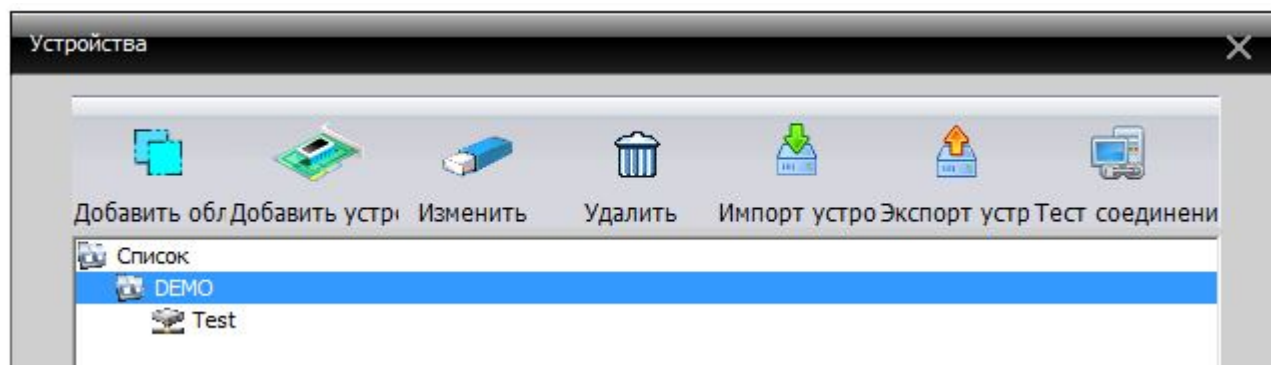 Устройства
Добавить обл Добавить устр Изменить Удалить Импорт устро Экспорт устр Тест соединени
Список
DEMO
Test